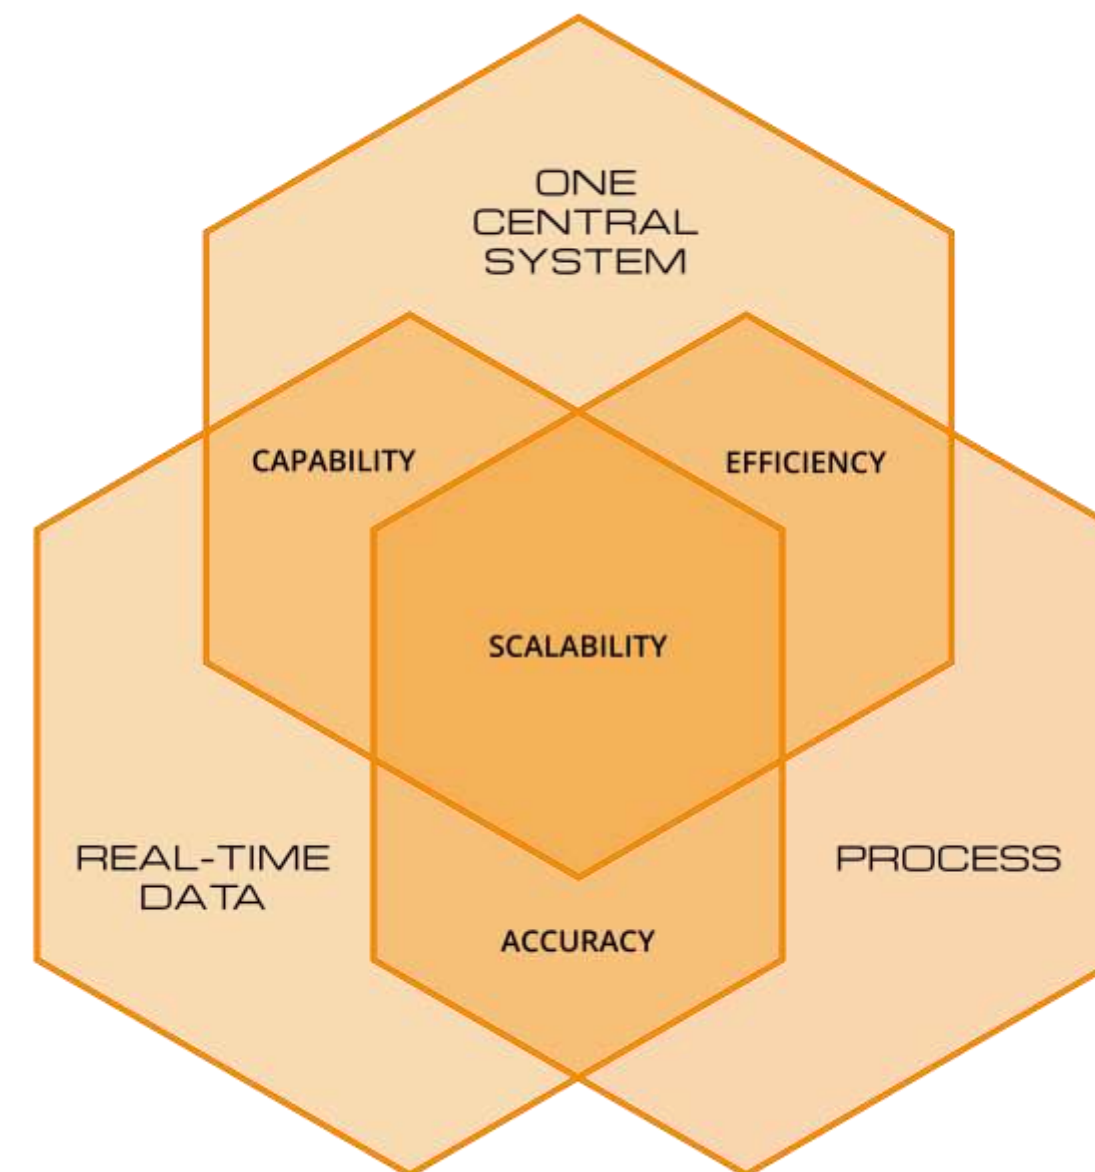 ONE
CENTRAL
SYSTEM
CAPABILITY
EFFICIENCY
SCALABILITY
REAL-TIME
DATA
PROCESS
ACCURACY